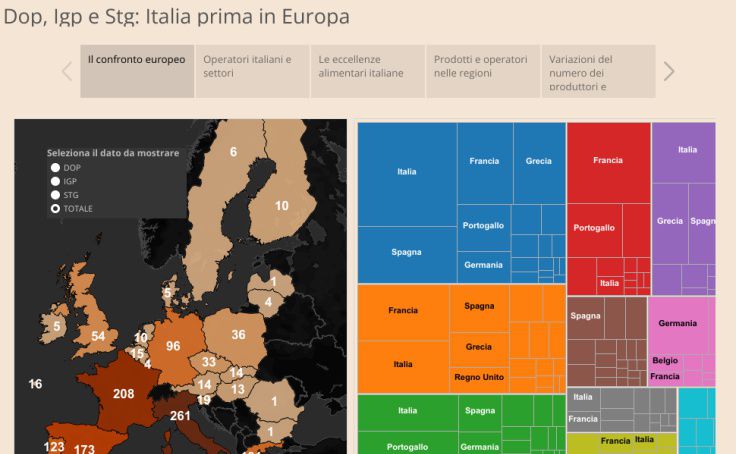 Dop, Igp e Stg: Italia prima in Europa
Il confronto europeo
Operatori italiani e
settori
Le eccellenze
alimentari italiane
Prodotti e operatori
nelle regioni
Variazioni del
numero dei
produttori e
Seleziona il dato da mostrare
DOP
IGP
STG
TOTALE
6
10
1
4
5
5
54
10
15
4
96
36
33
14
14
13
19
16
208
261
1
1
123
173
Italia
Francia
Grecia
Portogallo
Spagna
Germania
Francia
Portogallo
Italia
Italia
Grecia
Spagn
Francia
Spagna
Grecia
Italia
Regno Unito
Spagna
Germania
Belgio
Francia
Italia
Spagna
Portogallo
Germania
Italia
Francia
Francia
Italia